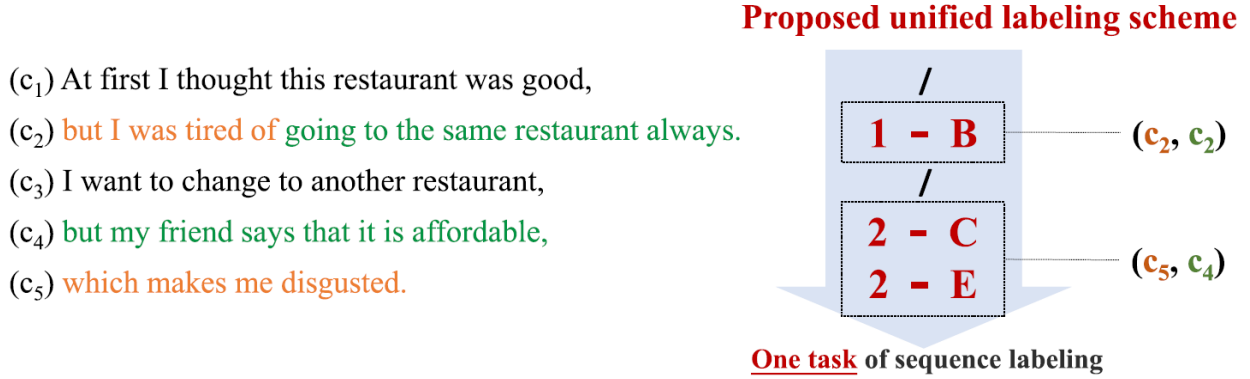 Proposed unified labeling scheme
(c1) At first I thought this restaurant was good,
/
(c2) but I was tired of going to the same restaurant always.
1 - B
(c2, c2)
(c3) I want to change to another restaurant,
/
(c4) but my friend says that it is affordable,
2 - C
(c5) which makes me disgusted.
2 - E
(c5, c4)
One task of sequence labeling